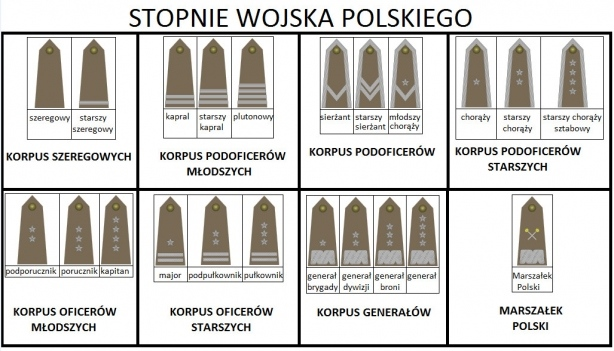 STOPNIE WOJSKA POLSKIEGO
szeregowy
starszy
szeregowy
KORPUS SZEREGOWYCH
kapral
starszy
kapral
plutonowy
KORPUS PODOFICERÓW
MŁODSZYCH
sierżant
starszy
sierżant
młodszy
chorąży
KORPUS PODOFICERÓW
chorąży
starszy
chorąży
starszy chorąży
sztabowy
KORPUS PODOFICERÓW
STARSZYCH
podporucznik
porucznik
kapitan
KORPUS OFICERÓW
MŁODSZYCH
major
podpułkownik
pułkownik
KORPUS OFICERÓW
STARSZYCH
generał
brygady
generał
dywizji
generał
broni
generał
KORPUS GENERAŁÓW
Marszałek
Polski
MARSZAŁEK
POLSKI